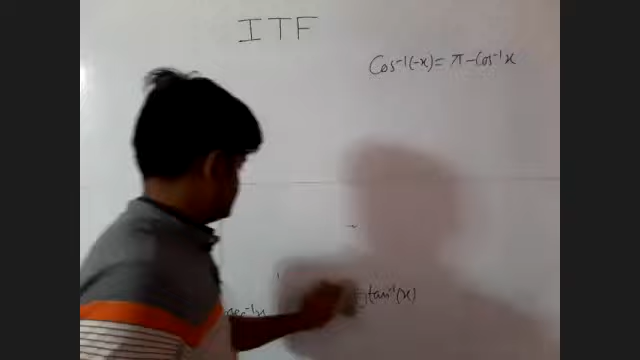 ITF
Cos⁻¹(-x) = π - Cos⁻¹x
tan⁻¹(x)